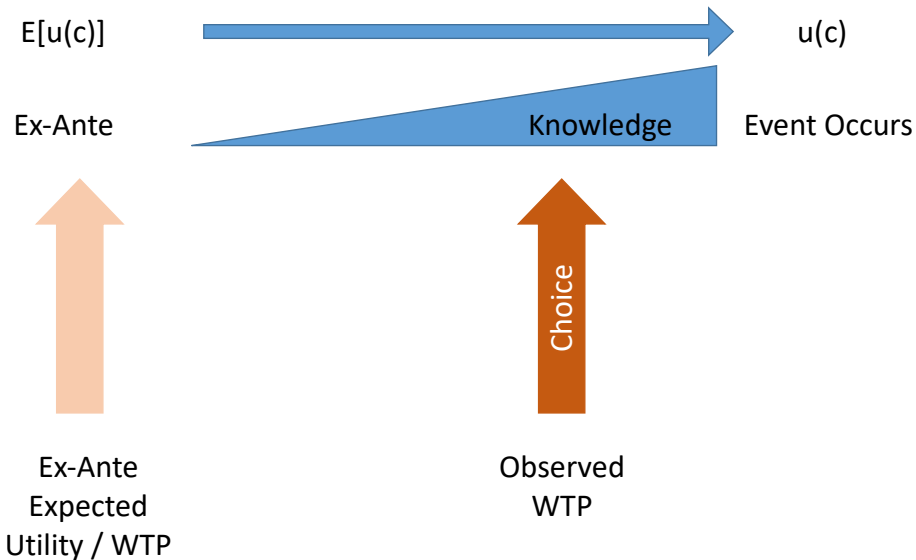 E[u(c)]
u(c)
Ex-Ante
Knowledge
Event Occurs
Choice
Ex-Ante
Expected
Utility / WTP
Observed
WTP